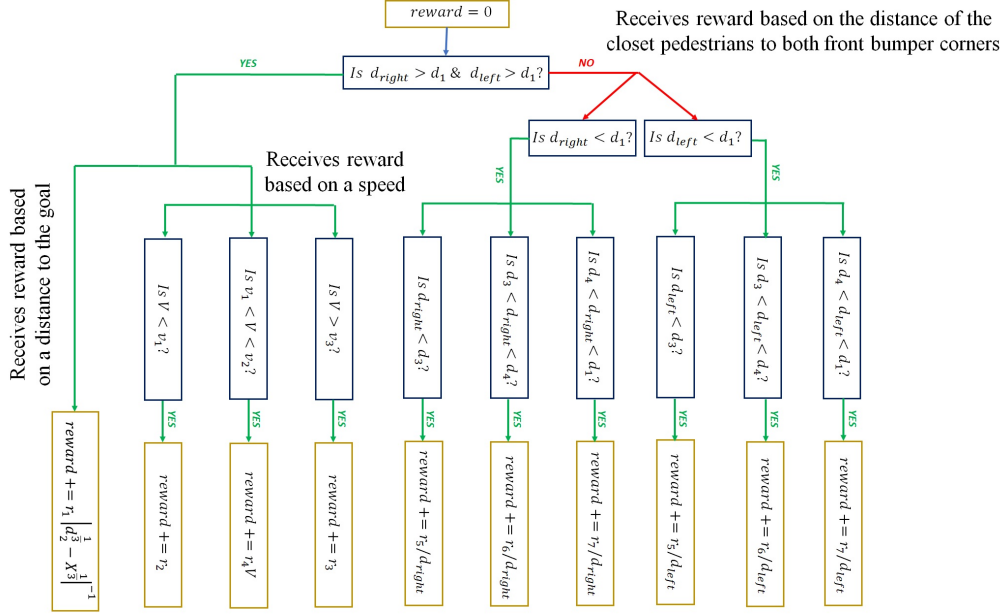 reward = 0
Receives reward based on the distance of the
closet pedestrians to both front bumper corners
YES
Is d_right > d_1 & d_left > d_1?
NO
Is d_right < d_1?
Is d_left < d_1?
Receives reward
based on a speed
YES
YES
Receives reward based
on a distance to the goal
Is V < v_1?
Is v_1 < V < v_2?
Is V > v_3?
Is d_right < d_3?
Is d_3 < d_right < d_4?
Is d_4 < d_right < d_1?
Is d_left < d_3?
Is d_3 < d_left < d_4?
Is d_4 < d_left < d_1?
YES
YES
YES
YES
YES
YES
YES
YES
YES
reward += r_1 |d_2^{1/3} − X^{1/3}|^{−1}
reward += r_2
reward += r_4V
reward += r_3
reward += r_5/d_right
reward += r_6/d_right
reward += r_7/d_right
reward += r_5/d_left
reward += r_6/d_left
reward += r_7/d_left